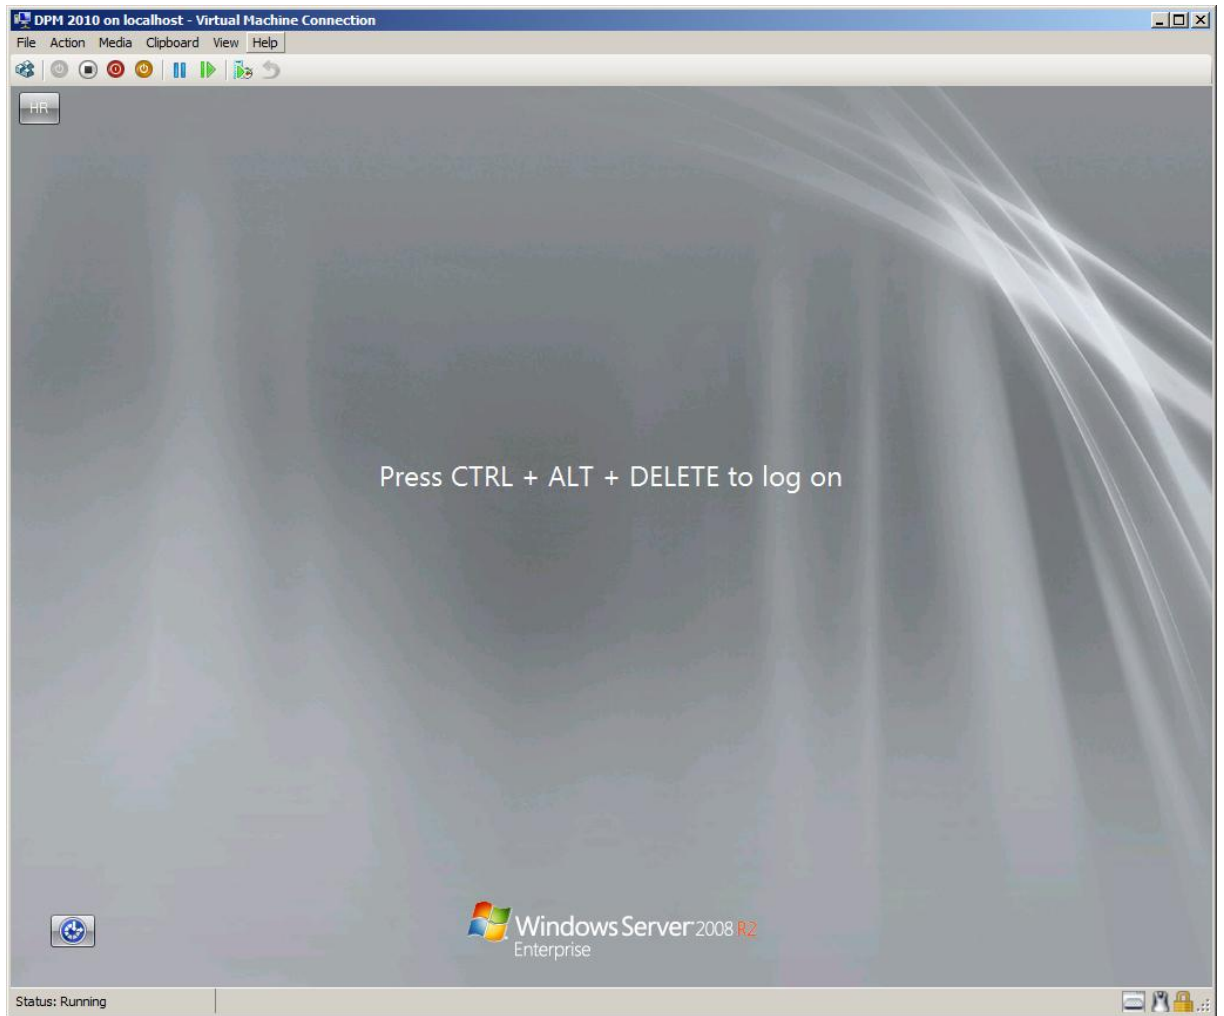 DPM 2010 on localhost - Virtual Machine Connection
File Action Media Clipboard View Help
HR
Press CTRL + ALT + DELETE to log on
Windows Server 2008 R2
Enterprise
Status: Running